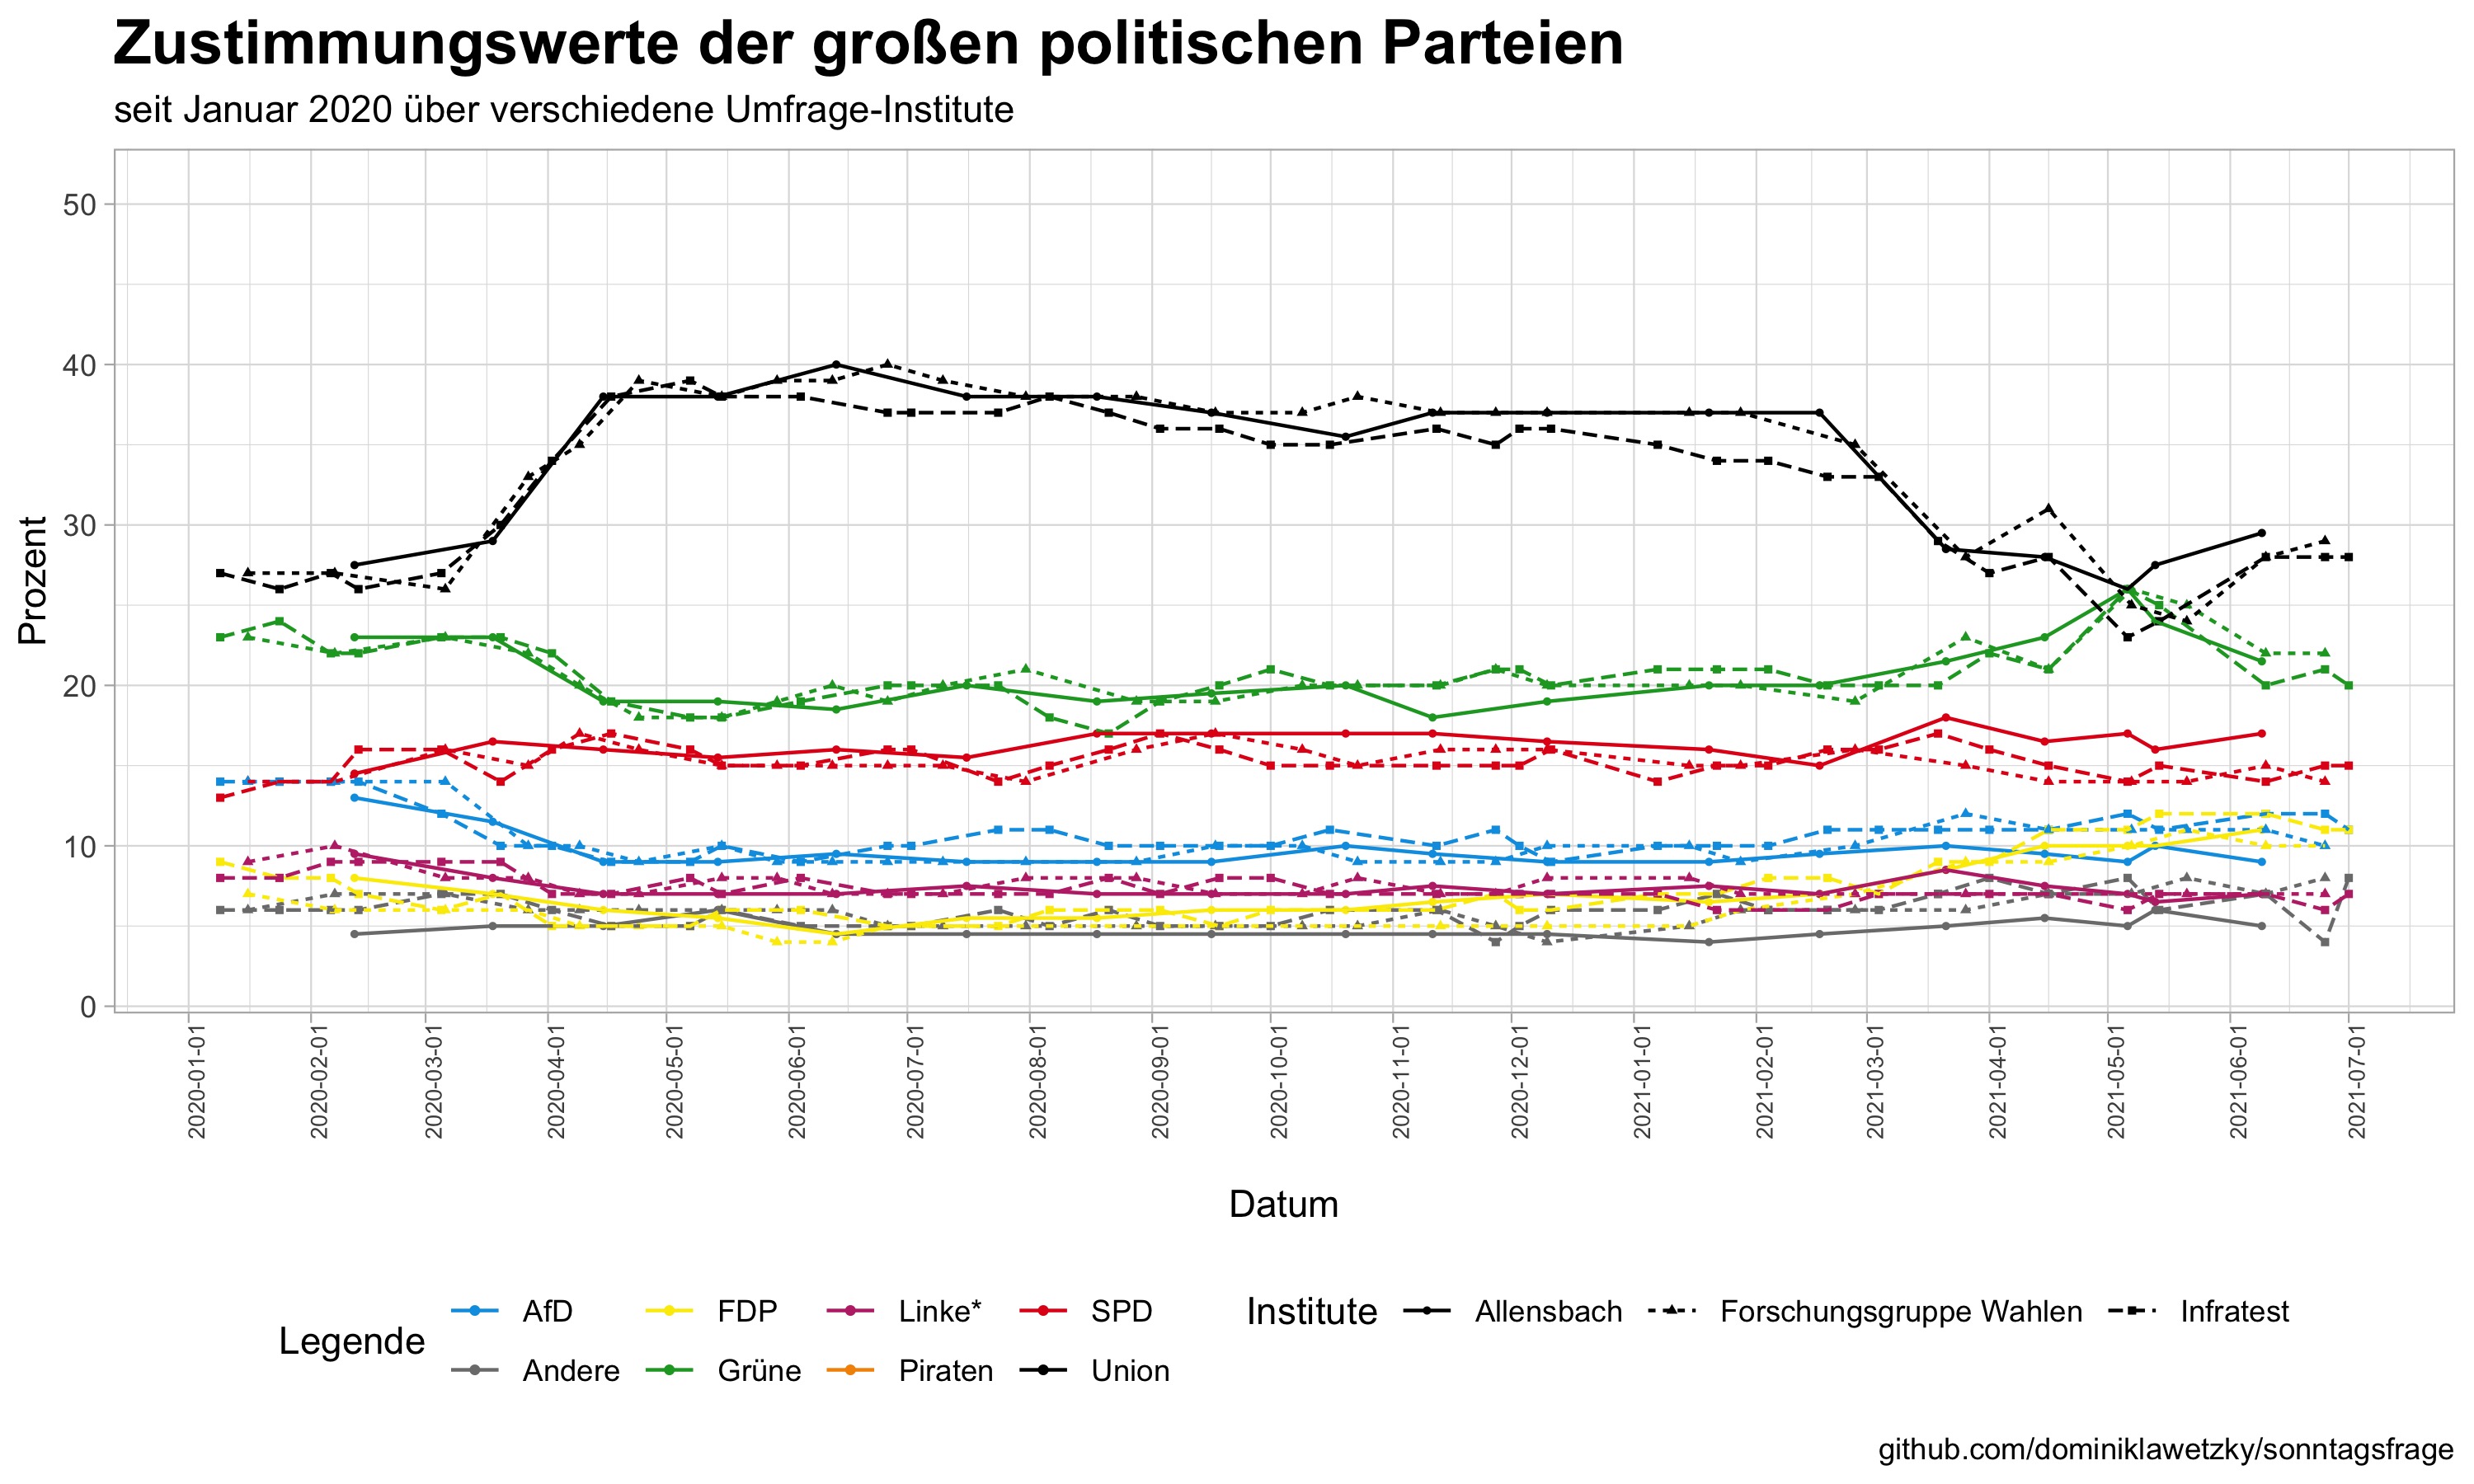 Zustimmungswerte der großen politischen Parteien
seit Januar 2020 über verschiedene Umfrage-Institute
Prozent
50
40
30
20
10
0
2020-01-01
2020-02-01
2020-03-01
2020-04-01
2020-05-01
2020-06-01
2020-07-01
2020-08-01
2020-09-01
2020-10-01
2020-11-01
2020-12-01
2021-01-01
2021-02-01
2021-03-01
2021-04-01
2021-05-01
2021-06-01
2021-07-01
Datum
Legende
AfD FDP Linke* SPD
Andere Grüne Piraten Union
Institute Allensbach Forschungsgruppe Wahlen Infratest
github.com/dominiklawetzky/sonntagsfrage